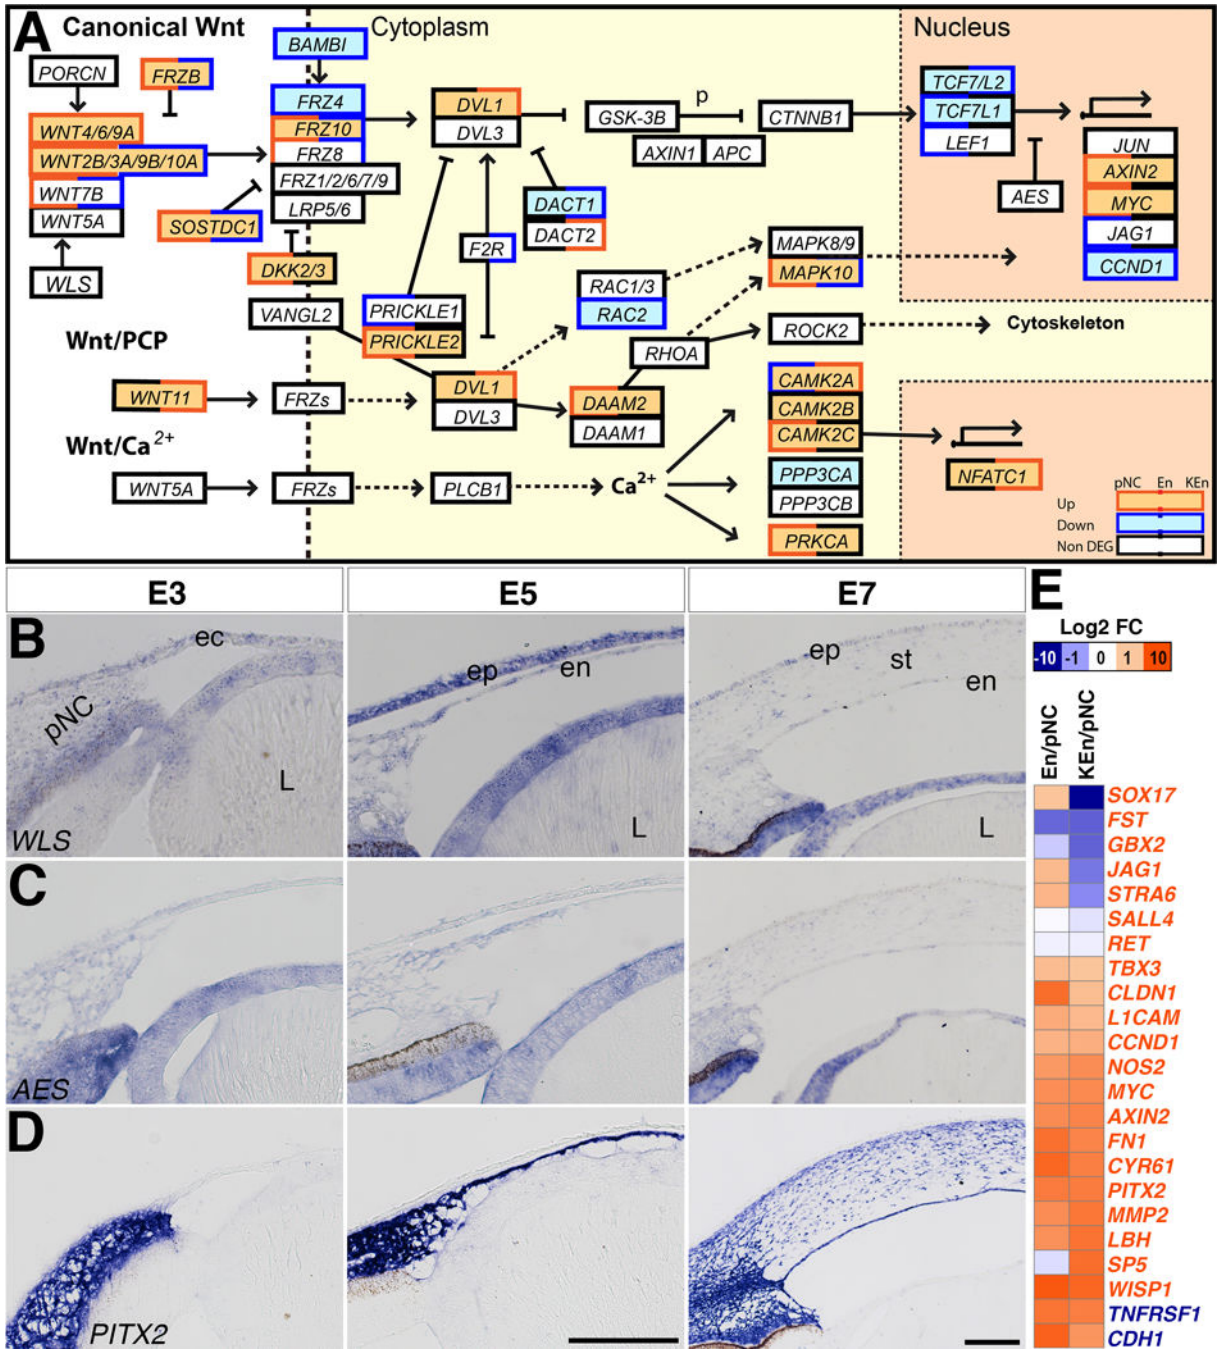 A
Canonical Wnt
Cytoplasm
Nucleus
PORCN
FRZB
BAMBI
WNT4/6/9A
WNT2B/3A/9B/10A
WNT7B
WNT5A
WLS
SOSTDC1
DKK2/3
FRZ4
FRZ10
FRZ8
FRZ1/2/6/7/9
LRP5/6
DVL1
DVL3
GSK-3B
p
CTNNB1
AXIN1
APC
DACT1
DACT2
F2R
TCF7/L2
TCF7L1
LEF1
AES
JUN
AXIN2
MYC
JAG1
CCND1
Wnt/PCP
VANGL2
PRICKLE1
PRICKLE2
RAC1/3
RAC2
RHOA
MAPK8/9
MAPK10
ROCK2
Cytoskeleton
WNT11
FRZs
DVL1
DVL3
DAAM2
DAAM1
Wnt/Ca2+
WNT5A
FRZs
PLCB1
Ca2+
CAMK2A
CAMK2B
CAMK2C
PPP3CA
PPP3CB
PRKCA
NFATC1
pNC En KEn
Up
Down
Non DEG
E3
E5
E7
B
ec
pNC
L
WLS
ep
en
L
ep
st
en
L
C
AES
D
PITX2
E
Log2 FC
-10 -1 0 1 10
En/pNC
KEn/pNC
SOX17
FST
GBX2
JAG1
STRA6
SALL4
RET
TBX3
CLDN1
L1CAM
CCND1
NOS2
MYC
AXIN2
FN1
CYR61
PITX2
MMP2
LBH
SP5
WISP1
TNFRSF1
CDH1